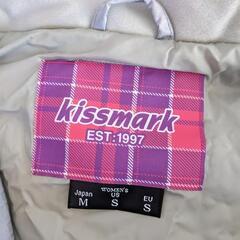 kissmark
EST:1997
WOMEN'S
Japan US EU
M S S